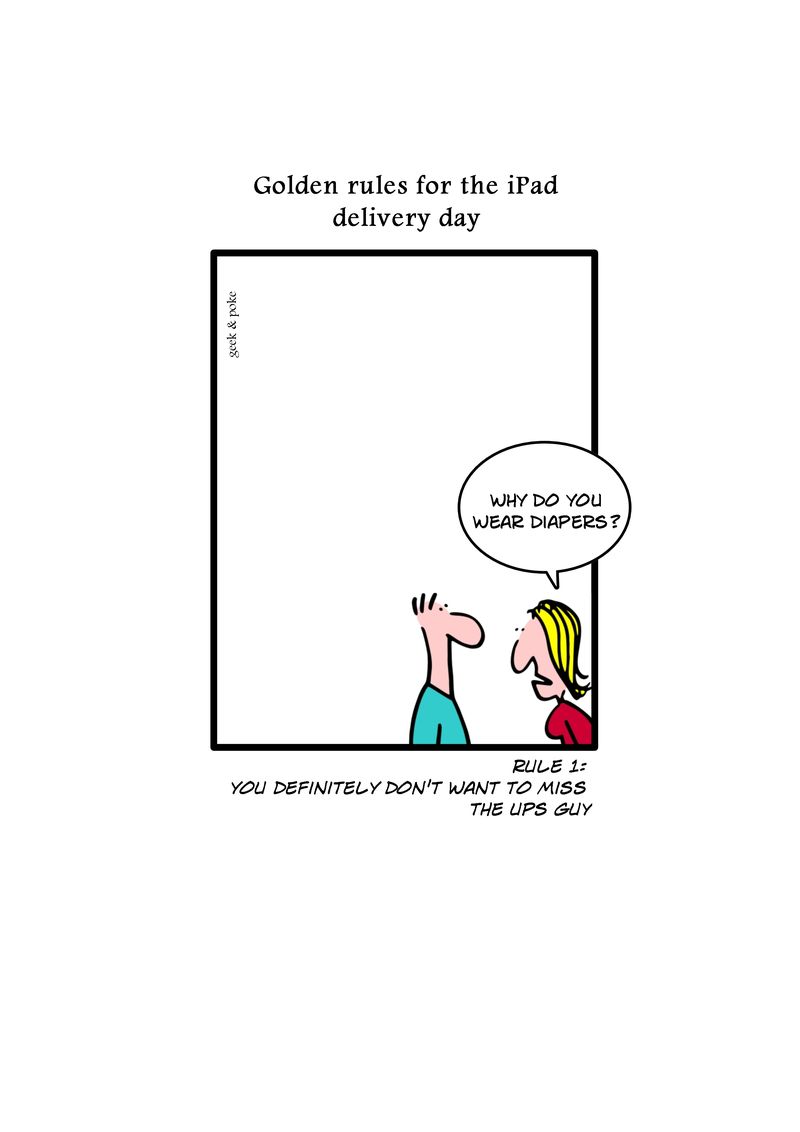 Golden rules for the iPad
delivery day
geek & poke
WHY DO YOU
WEAR DIAPERS?
RULE 1:
YOU DEFINITELY DON'T WANT TO MISS
THE UPS GUY